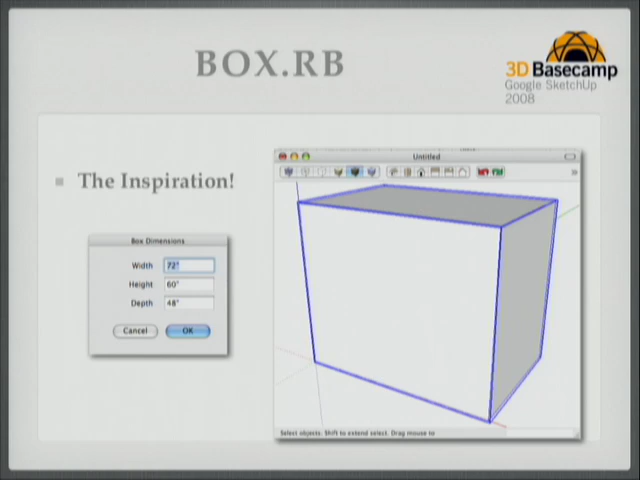 BOX.RB
3D Basecamp
Google SketchUp
2008
The Inspiration!
Untitled
Box Dimensions
Width 72"
Height 60"
Depth 48"
Cancel OK
Select objects. Shift to extend select. Drag mouse to